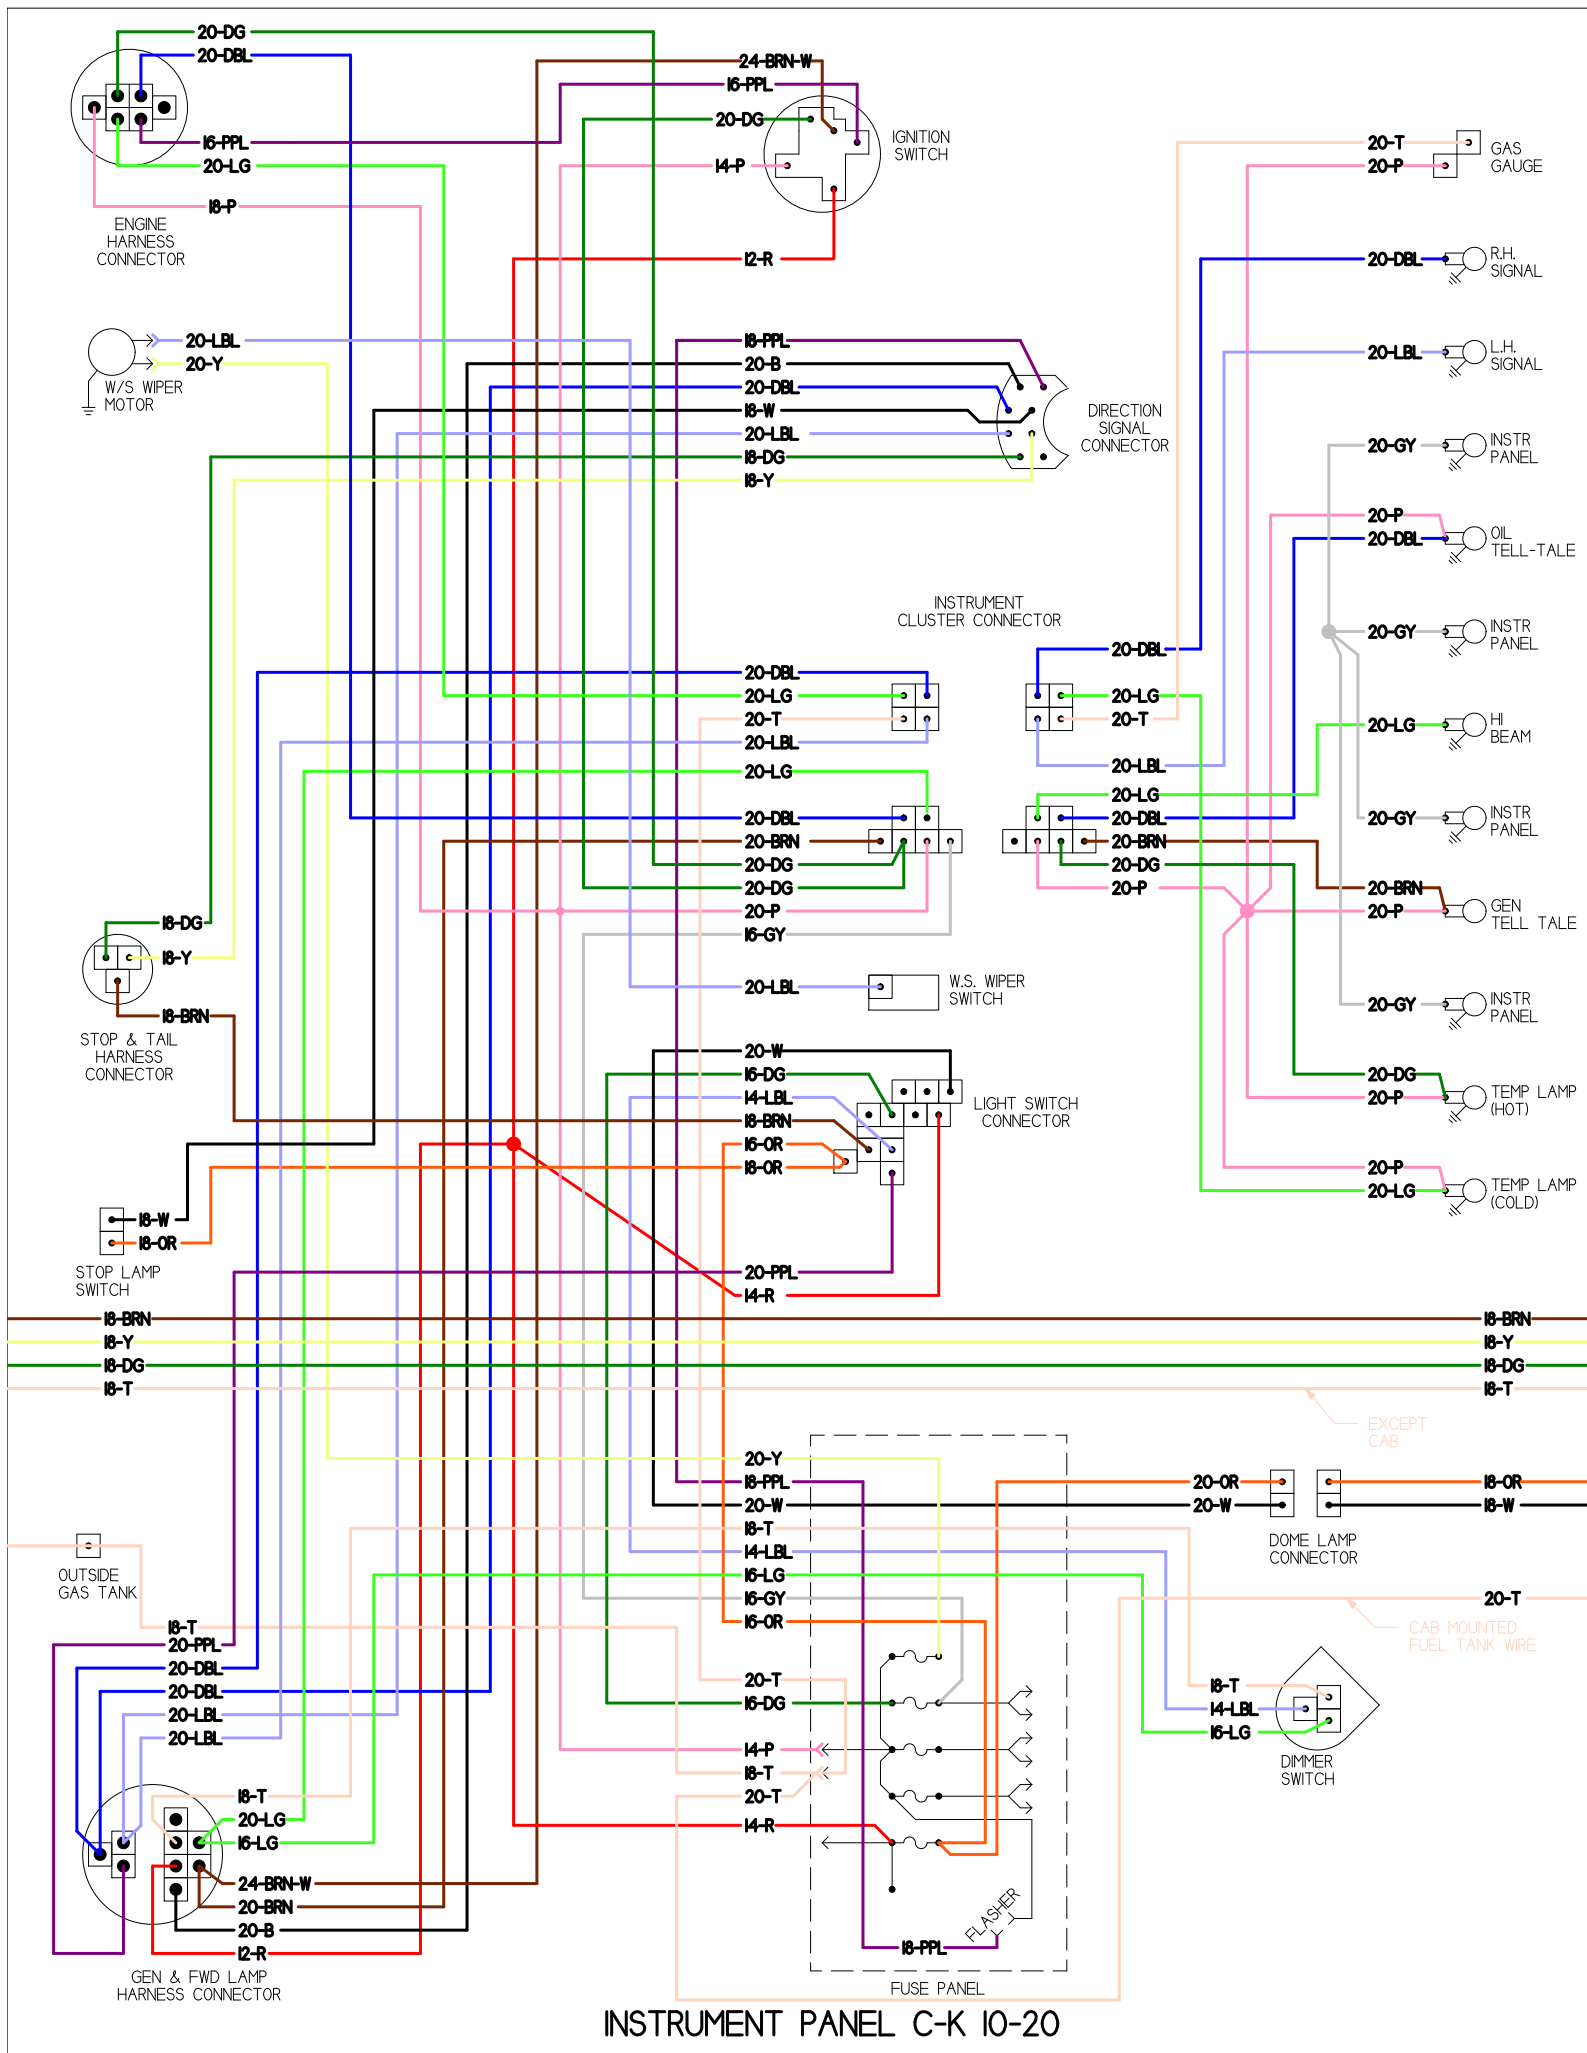 20-DG
20-DBL
16-PPL
20-LG
18-P
ENGINE
HARNESS
CONNECTOR
24-BRN-W
16-PPL
20-DG
14-P
12-R
IGNITION
SWITCH
20-T
20-P
GAS
GAUGE
20-DBL
R.H.
SIGNAL
20-LBL
L.H.
SIGNAL
20-GY
INSTR
PANEL
20-P
20-DBL
OIL
TELL-TALE
20-GY
INSTR
PANEL
20-LG
HI
BEAM
20-GY
INSTR
PANEL
20-BRN
20-P
GEN
TELL TALE
20-GY
INSTR
PANEL
20-DG
20-P
TEMP LAMP
(HOT)
20-P
20-LG
TEMP LAMP
(COLD)
20-LBL
20-Y
W/S WIPER
MOTOR
18-PPL
20-B
20-DBL
18-W
20-LBL
18-DG
18-Y
DIRECTION
SIGNAL
CONNECTOR
INSTRUMENT
CLUSTER CONNECTOR
20-DBL
20-LG
20-T
20-LBL
20-LG
20-DBL
20-BRN
20-DG
20-DG
20-P
16-GY
20-DBL
20-LG
20-T
20-LBL
20-LG
20-DBL
20-BRN
20-DG
20-P
18-DG
18-Y
18-BRN
STOP & TAIL
HARNESS
CONNECTOR
20-LBL
W.S. WIPER
SWITCH
20-W
16-DG
14-LBL
18-BRN
16-OR
18-OR
LIGHT SWITCH
CONNECTOR
18-W
18-OR
STOP LAMP
SWITCH
20-PPL
14-R
18-BRN
18-Y
18-DG
18-T
18-BRN
18-Y
18-DG
18-T
EXCEPT
CAB
20-Y
18-PPL
20-W
18-T
14-LBL
16-LG
16-GY
16-OR
20-T
16-DG
14-P
18-T
20-T
14-R
18-PPL
FLASHER
FUSE PANEL
20-OR
20-W
18-OR
18-W
DOME LAMP
CONNECTOR
20-T
CAB MOUNTED
FUEL TANK WIRE
18-T
14-LBL
16-LG
DIMMER
SWITCH
OUTSIDE
GAS TANK
18-T
20-PPL
20-DBL
20-DBL
20-LBL
20-LBL
18-T
20-LG
16-LG
24-BRN-W
20-BRN
20-B
12-R
GEN & FWD LAMP
HARNESS CONNECTOR
INSTRUMENT PANEL C-K 10-20